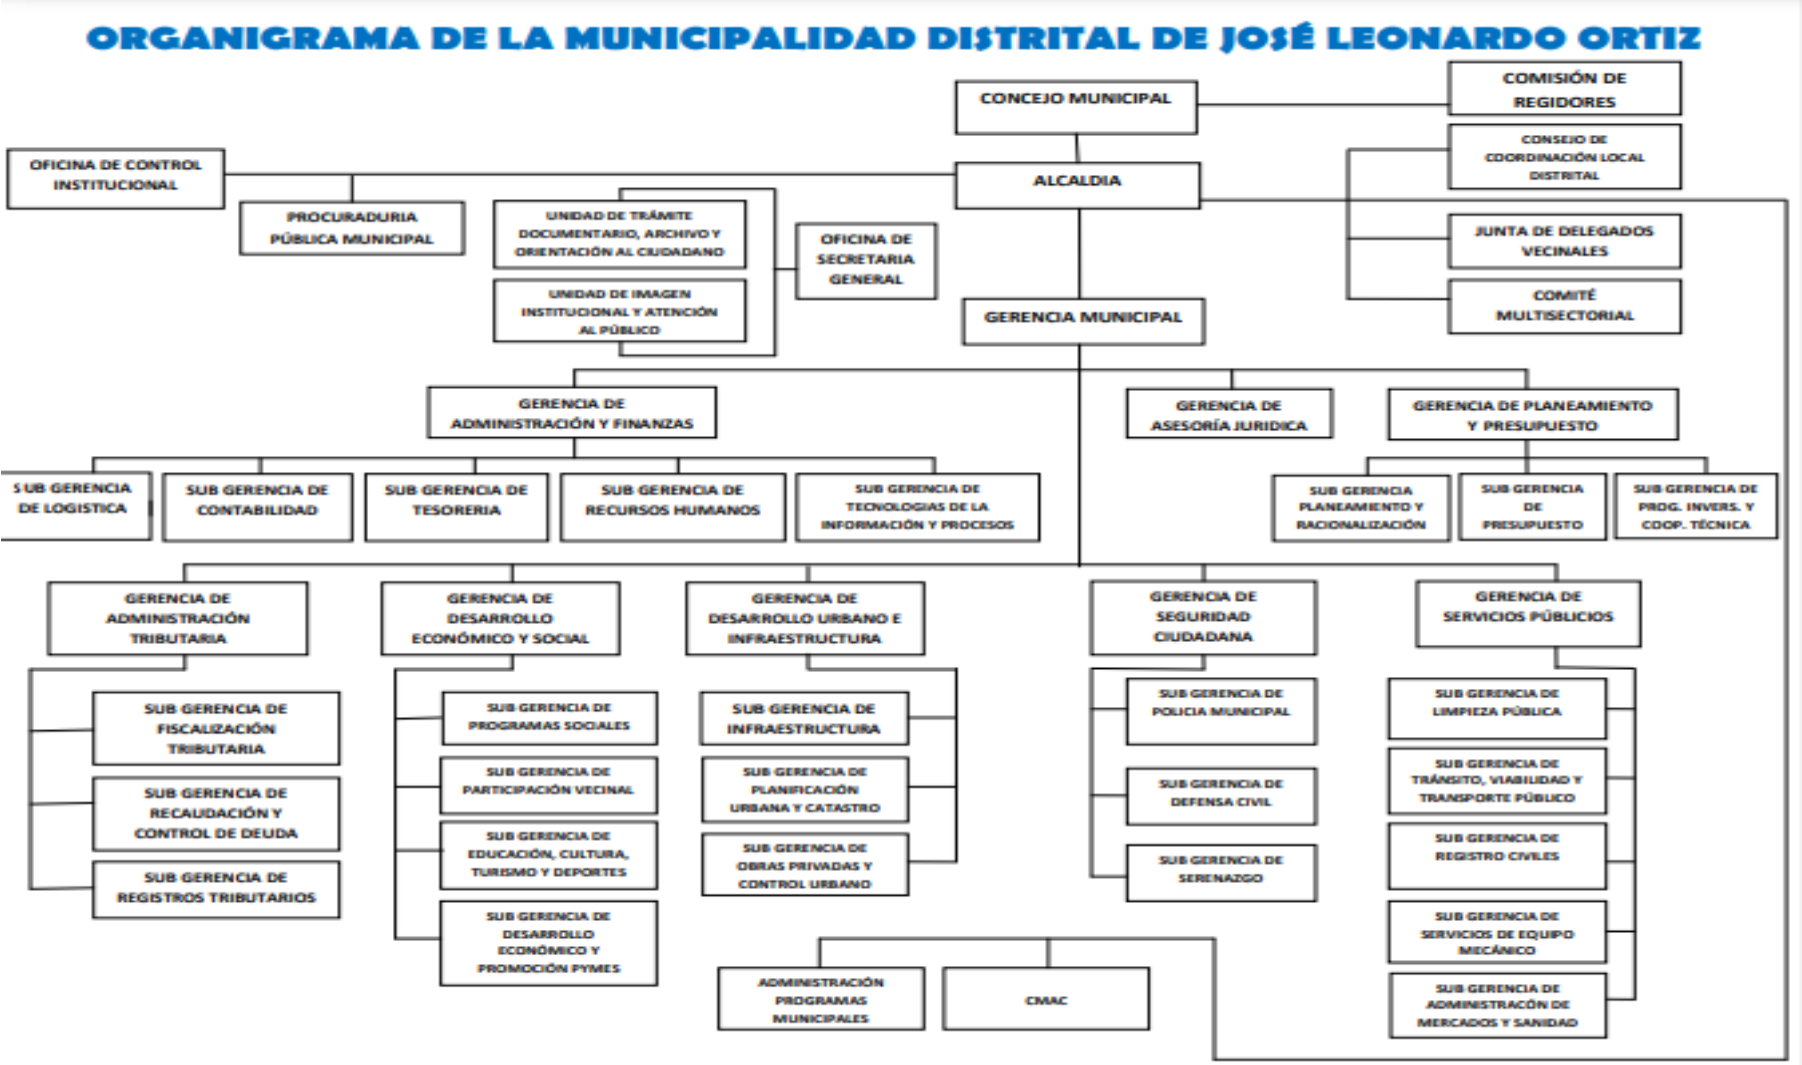 ORGANIGRAMA DE LA MUNICIPALIDAD DISTRITAL DE JOSÉ LEONARDO ORTIZ
CONCEJO MUNICIPAL
COMISIÓN DE
REGIDORES
CONSEJO DE
COORDINACIÓN LOCAL
DISTRITAL
OFICINA DE CONTROL
INSTITUCIONAL
ALCALDIA
PROCURADURIA
PÚBLICA MUNICIPAL
UNIDAD DE TRÁMITE
DOCUMENTARIO, ARCHIVO Y
ORIENTACIÓN AL CIUDADANO
OFICINA DE
SECRETARIA
GENERAL
JUNTA DE DELEGADOS
VECINALES
UNIDAD DE IMAGEN
INSTITUCIONAL Y ATENCIÓN
AL PÚBLICO
GERENCIA MUNICIPAL
COMITÉ
MULTISECTORIAL
GERENCIA DE
ADMINISTRACIÓN Y FINANZAS
GERENCIA DE
ASESORÍA JURIDICA
GERENCIA DE PLANEAMIENTO
Y PRESUPUESTO
SUB GERENCIA
DE LOGISTICA
SUB GERENCIA DE
CONTABILIDAD
SUB GERENCIA DE
TESORERIA
SUB GERENCIA DE
RECURSOS HUMANOS
SUB GERENCIA DE
TECNOLOGIAS DE LA
INFORMACIÓN Y PROCESOS
SUB GERENCIA
PLANEAMIENTO Y
RACIONALIZACIÓN
SUB GERENCIA
DE
PRESUPUESTO
SUB GERENCIA DE
PROG. INVERS. Y
COOP. TÉCNICA
GERENCIA DE
ADMINISTRACIÓN
TRIBUTARIA
GERENCIA DE
DESARROLLO
ECONÓMICO Y SOCIAL
GERENCIA DE
DESARROLLO URBANO E
INFRAESTRUCTURA
GERENCIA DE
SEGURIDAD
CIUDADANA
GERENCIA DE
SERVICIOS PÚBLICIOS
SUB GERENCIA DE
FISCALIZACIÓN
TRIBUTARIA
SUB GERENCIA DE
RECAUDACIÓN Y
CONTROL DE DEUDA
SUB GERENCIA DE
REGISTROS TRIBUTARIOS
SUB GERENCIA DE
PROGRAMAS SOCIALES
SUB GERENCIA DE
PARTICIPACIÓN VECINAL
SUB GERENCIA DE
EDUCACIÓN, CULTURA,
TURISMO Y DEPORTES
SUB GERENCIA DE
DESARROLLO
ECONÓMICO Y
PROMOCIÓN PYMES
SUB GERENCIA DE
INFRAESTRUCTURA
SUB GERENCIA DE
PLANIFICACIÓN
URBANA Y CATASTRO
SUB GERENCIA DE
OBRAS PRIVADAS Y
CONTROL URBANO
SUB GERENCIA DE
POLICIA MUNICIPAL
SUB GERENCIA DE
DEFENSA CIVIL
SUB GERENCIA DE
SERENAZGO
SUB GERENCIA DE
LIMPIEZA PÚBLICA
SUB GERENCIA DE
TRÁNSITO, VIABILIDAD Y
TRANSPORTE PÚBLICO
SUB GERENCIA DE
REGISTRO CIVILES
SUB GERENCIA DE
SERVICIOS DE EQUIPO
MECÁNICO
SUB GERENCIA DE
ADMINISTRACÓN DE
MERCADOS Y SANIDAD
ADMINISTRACIÓN
PROGRAMAS
MUNICIPALES
CMAC